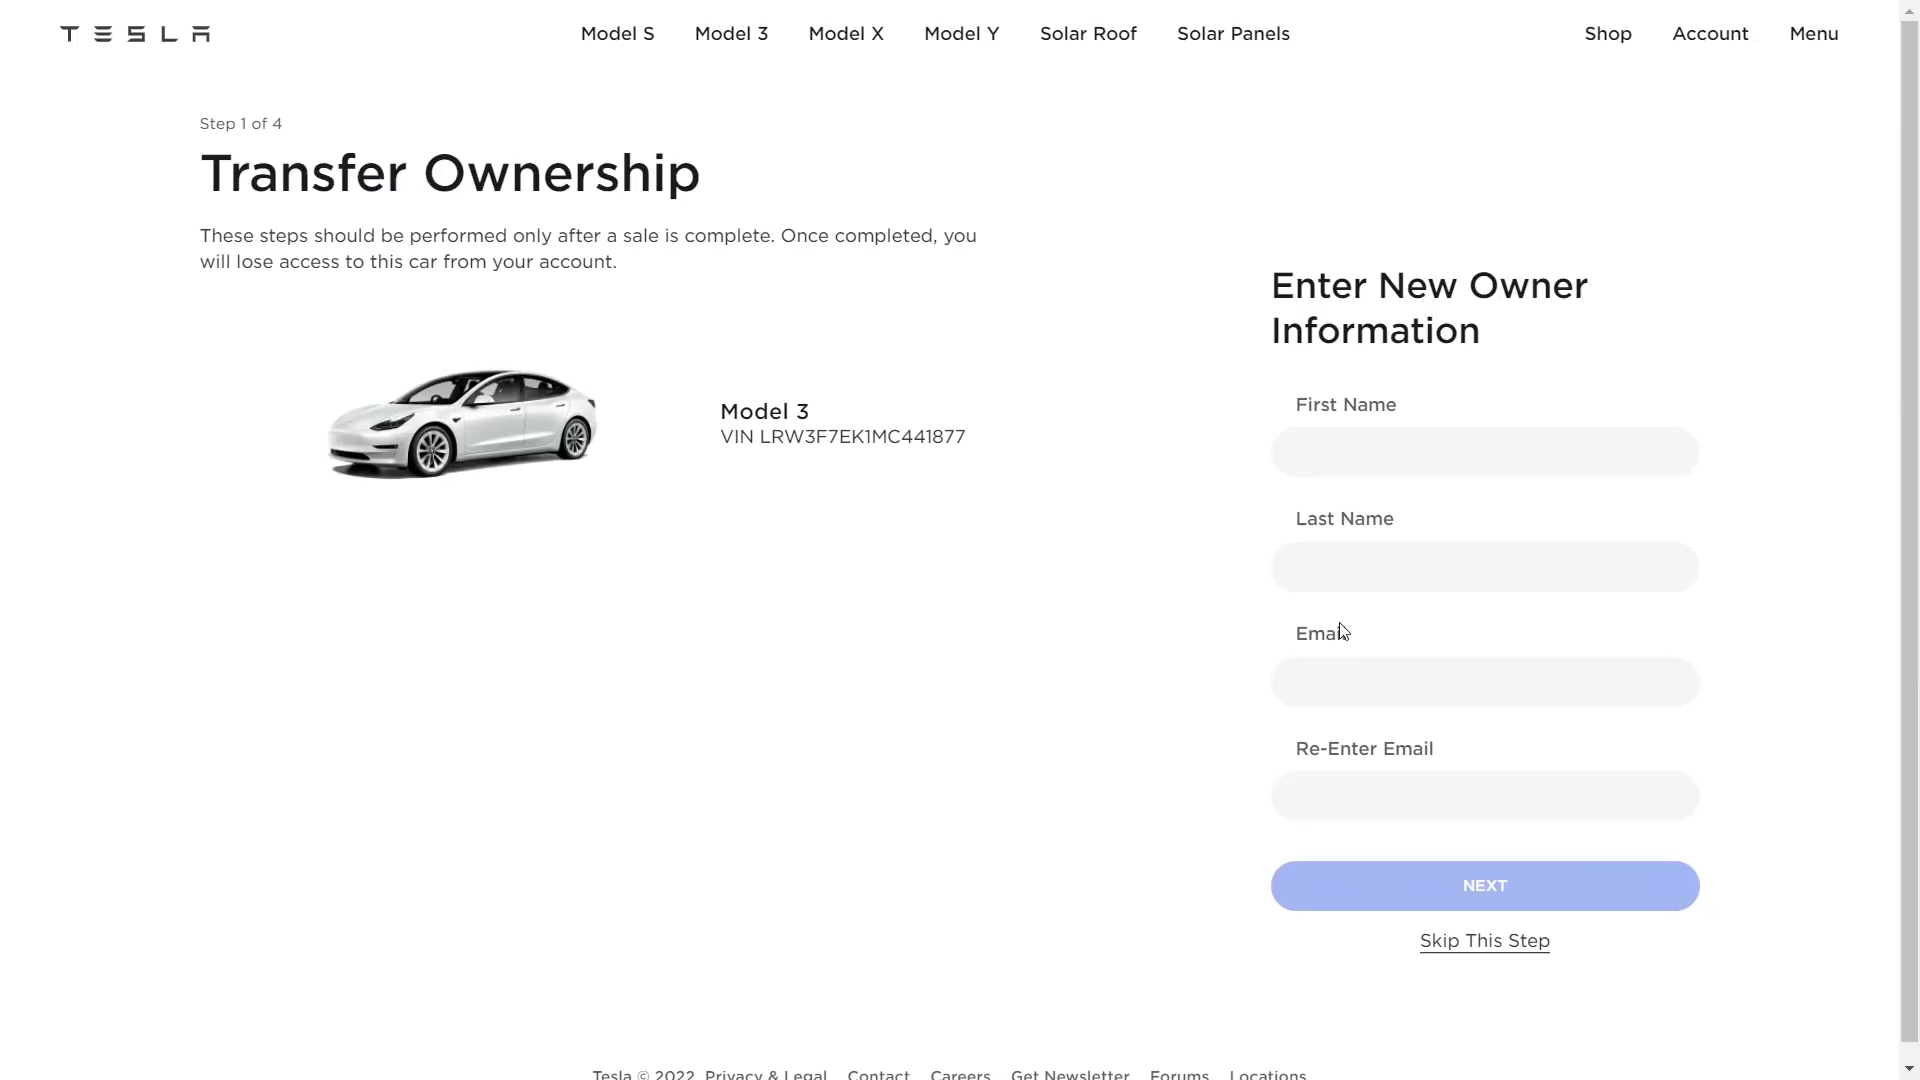 TESLA
Model S Model 3 Model X Model Y Solar Roof Solar Panels
Shop Account Menu
Step 1 of 4
Transfer Ownership
These steps should be performed only after a sale is complete. Once completed, you
will lose access to this car from your account.
Model 3
VIN LRW3F7EK1MC441877
Enter New Owner
Information
First Name
Last Name
Email
Re-Enter Email
NEXT
Skip This Step
Tesla © 2022 Privacy & Legal Contact Careers Get Newsletter Forums Locations